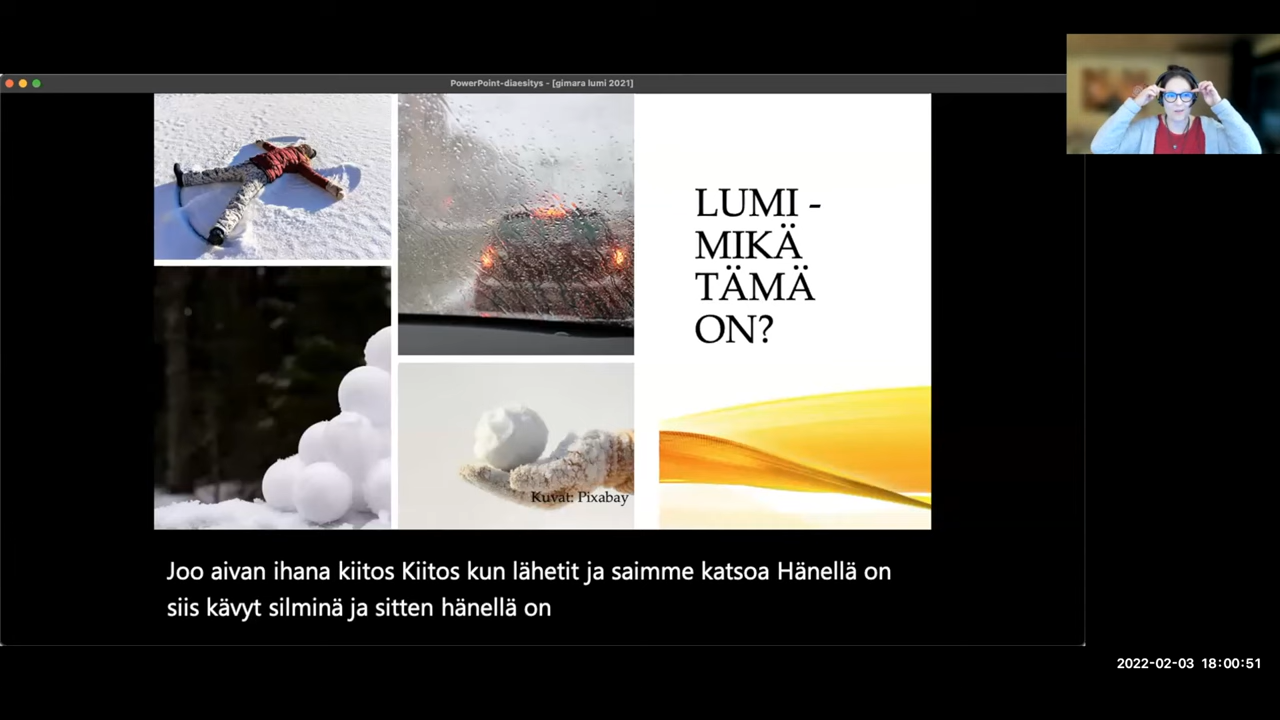 PowerPoint-diaesitys - [gimara lumi 2021]
LUMI -
MIKÄ
TÄMÄ
ON?
Kuvat: Pixabay
Joo aivan ihana kiitos Kiitos kun lähetit ja saimme katsoa Hänellä on
siis kävyt silminä ja sitten hänellä on
2022-02-03 18:00:51